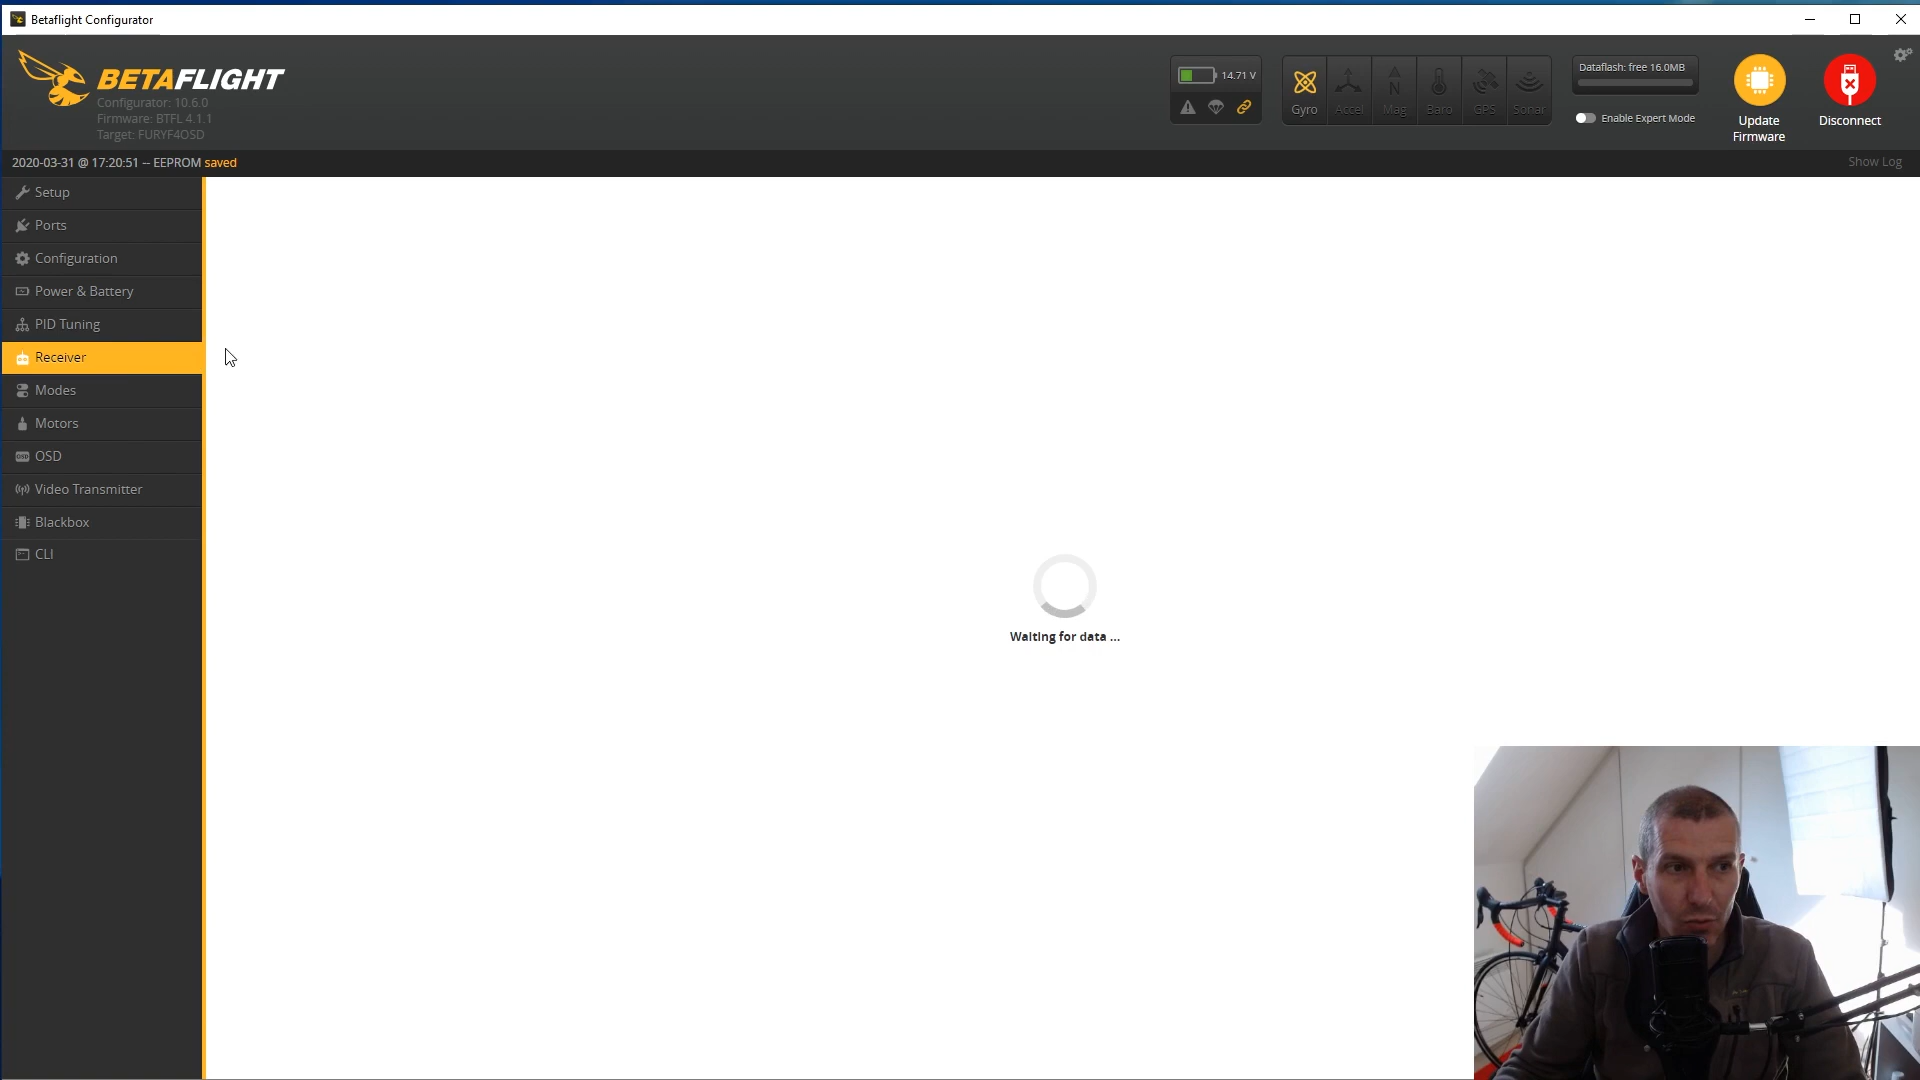 Betaflight Configurator
BETAFLIGHT
Configurator: 10.6.0
Firmware: BTFL 4.1.1
Target: FURYF4OSD
14.71 V
Gyro
Accel
Mag
Baro
GPS
Sonar
Dataflash: free 16.0MB
Enable Expert Mode
Update
Firmware
Disconnect
2020-03-31 @ 17:20:51 -- EEPROM saved
Show Log
Setup
Ports
Configuration
Power & Battery
PID Tuning
Receiver
Modes
Motors
OSD
Video Transmitter
Blackbox
CLI
Waiting for data ...